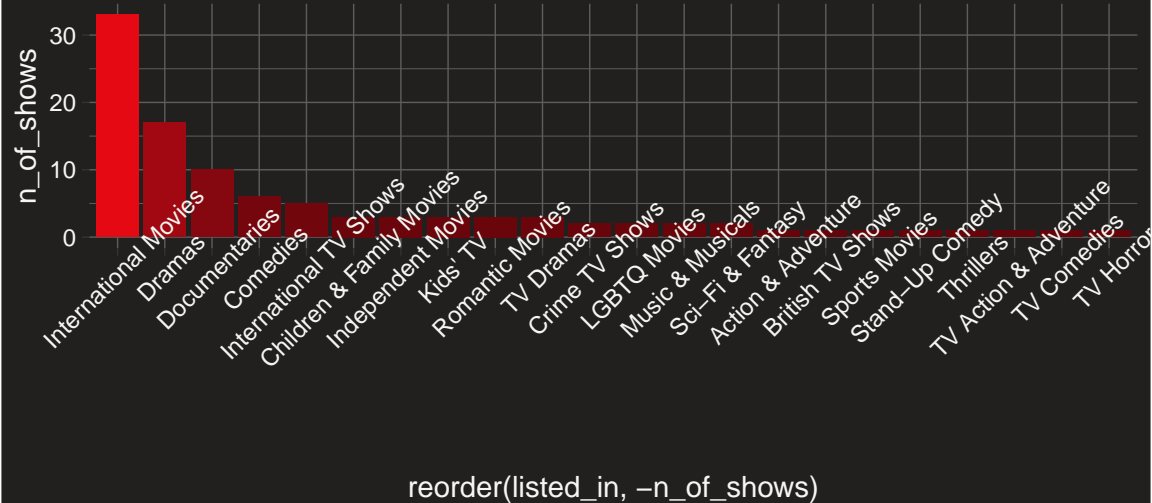 n_of_shows
30
20
10
0
International Movies
Dramas
Documentaries
Comedies
International TV Shows
Children & Family Movies
Independent Movies
Kids' TV
Romantic Movies
TV Dramas
Crime TV Shows
LGBTQ Movies
Music & Musicals
Sci–Fi & Fantasy
Action & Adventure
British TV Shows
Sports Movies
Stand–Up Comedy
Thrillers
TV Action & Adventure
TV Comedies
TV Horror
reorder(listed_in, −n_of_shows)